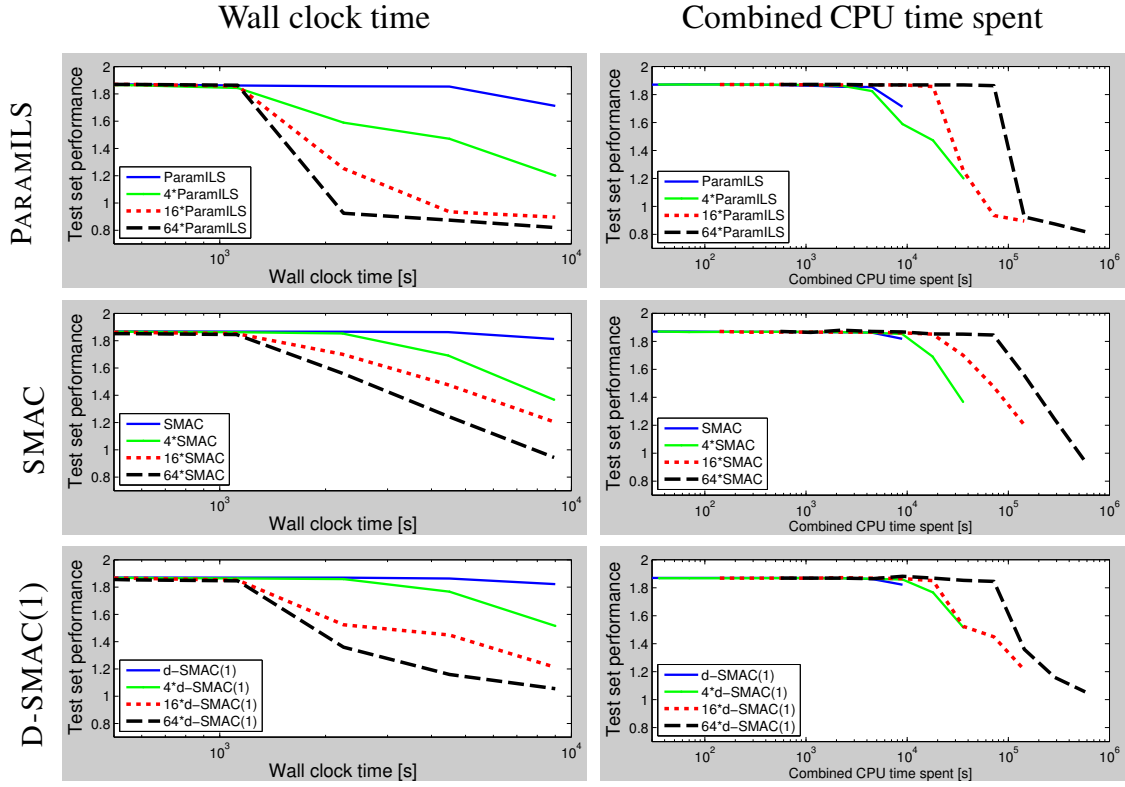 Wall clock time
Combined CPU time spent
PARAMILS
Test set performance
2
1.8
1.6
1.4
1.2
1
0.8
ParamILS
4*ParamILS
16*ParamILS
64*ParamILS
10^3
10^4
Wall clock time [s]
Test set performance
2
1.8
1.6
1.4
1.2
1
0.8
ParamILS
4*ParamILS
16*ParamILS
64*ParamILS
10^2
10^3
10^4
10^5
10^6
Combined CPU time spent [s]
SMAC
Test set performance
2
1.8
1.6
1.4
1.2
1
0.8
SMAC
4*SMAC
16*SMAC
64*SMAC
10^3
10^4
Wall clock time [s]
Test set performance
2
1.8
1.6
1.4
1.2
1
0.8
SMAC
4*SMAC
16*SMAC
64*SMAC
10^2
10^3
10^4
10^5
10^6
Combined CPU time spent [s]
D-SMAC(1)
Test set performance
2
1.8
1.6
1.4
1.2
1
0.8
d−SMAC(1)
4*d−SMAC(1)
16*d−SMAC(1)
64*d−SMAC(1)
10^3
10^4
Wall clock time [s]
Test set performance
2
1.8
1.6
1.4
1.2
1
0.8
d−SMAC(1)
4*d−SMAC(1)
16*d−SMAC(1)
64*d−SMAC(1)
10^2
10^3
10^4
10^5
10^6
Combined CPU time spent [s]